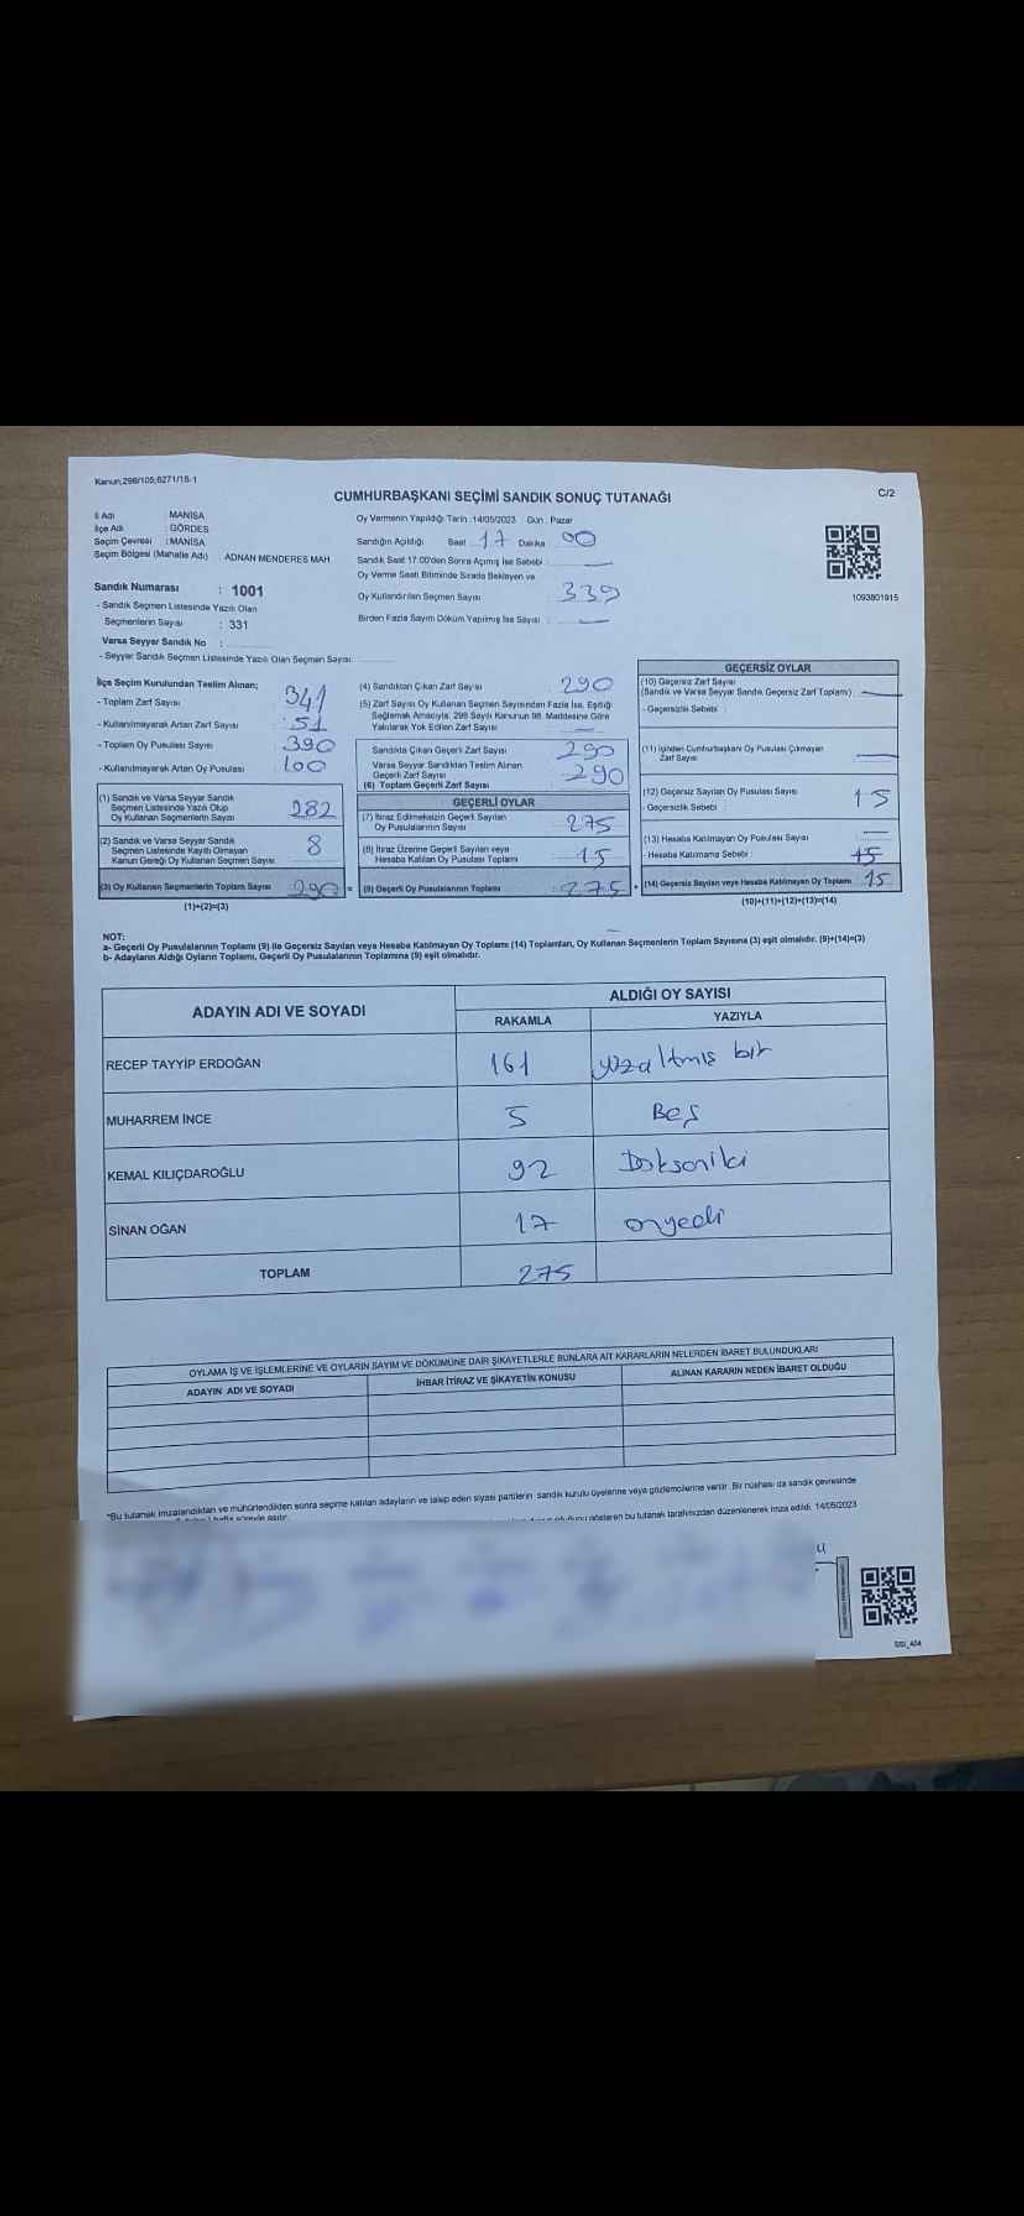 Kanun;298/105;6271/18-1
CUMHURBAŞKANI SEÇİMİ SANDIK SONUÇ TUTANAĞI
C/2
İl Adı MANİSA
İlçe Adı GÖRDES
Seçim Çevresi : MANİSA
Seçim Bölgesi (Mahalle Adı) ADNAN MENDERES MAH
Sandık Numarası : 1001
- Sandık Seçmen Listesinde Yazılı Olan
Seçmenlerin Sayısı : 331
Varsa Seyyar Sandık No :
- Seyyar Sandık Seçmen Listesinde Yazılı Olan Seçmen Sayısı
Oy Vermenin Yapıldığı Tarih : 14/05/2023 Gün : Pazar
Sandığın Açıldığı Saat 17 Dakika 00
Sandık Saat 17:00'den Sonra Açılmış İse Sebebi
Oy Verme Saati Bitiminde Sırada Bekleyen ve
Oy Kullandırılan Seçmen Sayısı 339
Birden Fazla Sayım Döküm Yapılmış İse Sayısı :
1093801915
İlçe Seçim Kurulundan Teslim Alınan;
- Toplam Zarf Sayısı 341
- Kullanılmayarak Artan Zarf Sayısı 51
- Toplam Oy Pusulası Sayısı 390
- Kullanılmayarak Artan Oy Pusulası 100
(1) Sandık ve Varsa Seyyar Sandık
Seçmen Listesinde Yazılı Olup
Oy Kullanan Seçmenlerin Sayısı 282
(2) Sandık ve Varsa Seyyar Sandık
Seçmen Listesinde Kayıtlı Olmayan
Kanun Gereği Oy Kullanan Seçmen Sayısı 8
(3) Oy Kullanan Seçmenlerin Toplam Sayısı 290 =
(1)+(2)=(3)
(4) Sandıktan Çıkan Zarf Sayısı 290
(5) Zarf Sayısı Oy Kullanan Seçmen Sayısından Fazla İse, Eşitliği
Sağlamak Amacıyla, 298 Sayılı Kanunun 98. Maddesine Göre
Yakılarak Yok Edilen Zarf Sayısı
Sandıkta Çıkan Geçerli Zarf Sayısı 290
Varsa Seyyar Sandıktan Teslim Alınan
Geçerli Zarf Sayısı
(6) Toplam Geçerli Zarf Sayısı 290
GEÇERLİ OYLAR
(7) İtiraz Edilmeksizin Geçerli Sayılan
Oy Pusulalarının Sayısı 275
(8) İtiraz Üzerine Geçerli Sayılan veya
Hesaba Katılan Oy Pusulası Toplamı 15
(9) Geçerli Oy Pusulalarının Toplamı : 275 +
GEÇERSİZ OYLAR
(10) Geçersiz Zarf Sayısı
(Sandık ve Varsa Seyyar Sandık Geçersiz Zarf Toplamı)
- Geçersizlik Sebebi :
(11) İçinden Cumhurbaşkanı Oy Pusulası Çıkmayan
Zarf Sayısı
(12) Geçersiz Sayılan Oy Pusulası Sayısı 15
- Geçersizlik Sebebi :
(13) Hesaba Katılmayan Oy Pusulası Sayısı
- Hesaba Katılmama Sebebi : 15
(14) Geçersiz Sayılan veya Hesaba Katılmayan Oy Toplamı 15
(10)+(11)+(12)+(13)=(14)
NOT:
a- Geçerli Oy Pusulalarının Toplamı (9) ile Geçersiz Sayılan veya Hesaba Katılmayan Oy Toplamı (14) Toplamları, Oy Kullanan Seçmenlerin Toplam Sayısına (3) eşit olmalıdır. (9)+(14)=(3)
b- Adayların Aldığı Oyların Toplamı, Geçerli Oy Pusulalarının Toplamına (9) eşit olmalıdır.
ADAYIN ADI VE SOYADI
ALDIĞI OY SAYISI
RAKAMLA YAZIYLA
RECEP TAYYİP ERDOĞAN 161 yüzaltmış bir
MUHARREM İNCE 5 Beş
KEMAL KILIÇDAROĞLU 92 Doksaniki
SİNAN OĞAN 17 onyedi
TOPLAM 275
OYLAMA İŞ VE İŞLEMLERİNE VE OYLARIN SAYIM VE DÖKÜMÜNE DAİR ŞİKAYETLERLE BUNLARA AİT KARARLARIN NELERDEN İBARET BULUNDUKLARI
ADAYIN ADI VE SOYADI İHBAR İTİRAZ VE ŞİKAYETİN KONUSU ALINAN KARARIN NEDEN İBARET OLDUĞU
*Bu tutanak imzalandıktan ve mühürlendikten sonra seçime katılan adayların ve takip eden siyasi partilerin sandık kurulu üyelerine veya gözlemcilerine verilir. Bir nüshası da sandık çevresinde
gösteren bu tutanak tarafımızdan düzenlenerek imza edildi. 14/05/2023